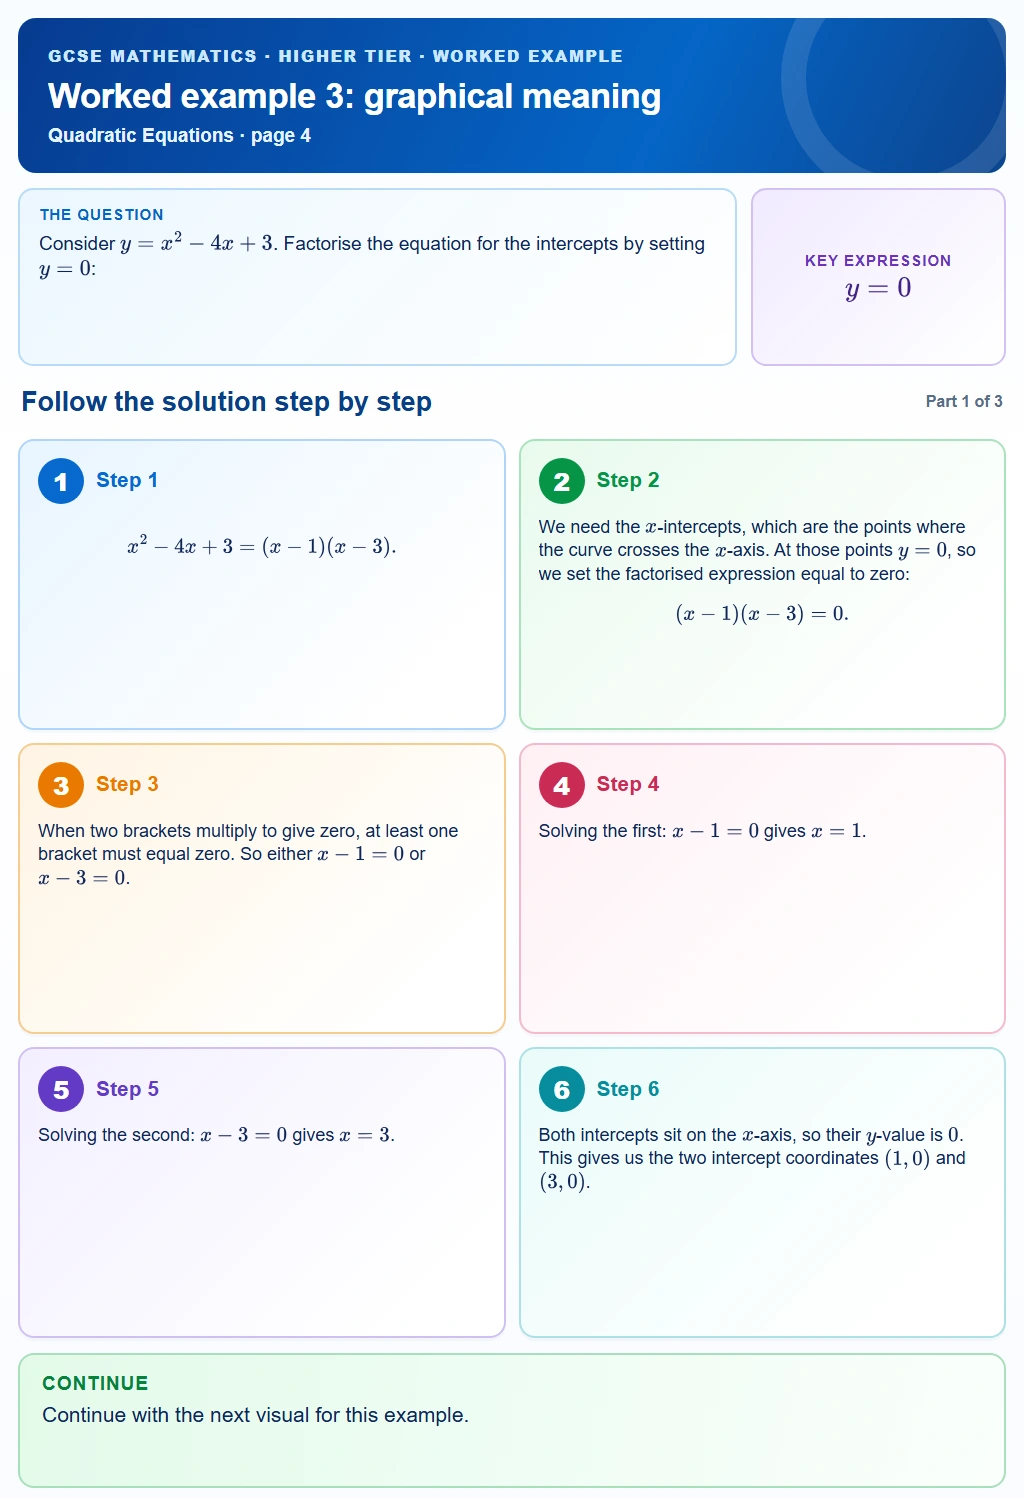 GCSE MATHEMATICS · HIGHER TIER · WORKED EXAMPLE
Worked example 3: graphical meaning
Quadratic Equations · page 4
THE QUESTION
Consider y = x² − 4x + 3. Factorise the equation for the intercepts by setting
y = 0:
KEY EXPRESSION
y = 0
Follow the solution step by step
Part 1 of 3
1 Step 1
x² − 4x + 3 = (x − 1)(x − 3).
2 Step 2
We need the x-intercepts, which are the points where
the curve crosses the x-axis. At those points y = 0, so
we set the factorised expression equal to zero:
(x − 1)(x − 3) = 0.
3 Step 3
When two brackets multiply to give zero, at least one
bracket must equal zero. So either x − 1 = 0 or
x − 3 = 0.
4 Step 4
Solving the first: x − 1 = 0 gives x = 1.
5 Step 5
Solving the second: x − 3 = 0 gives x = 3.
6 Step 6
Both intercepts sit on the x-axis, so their y-value is 0.
This gives us the two intercept coordinates (1, 0) and
(3, 0).
CONTINUE
Continue with the next visual for this example.